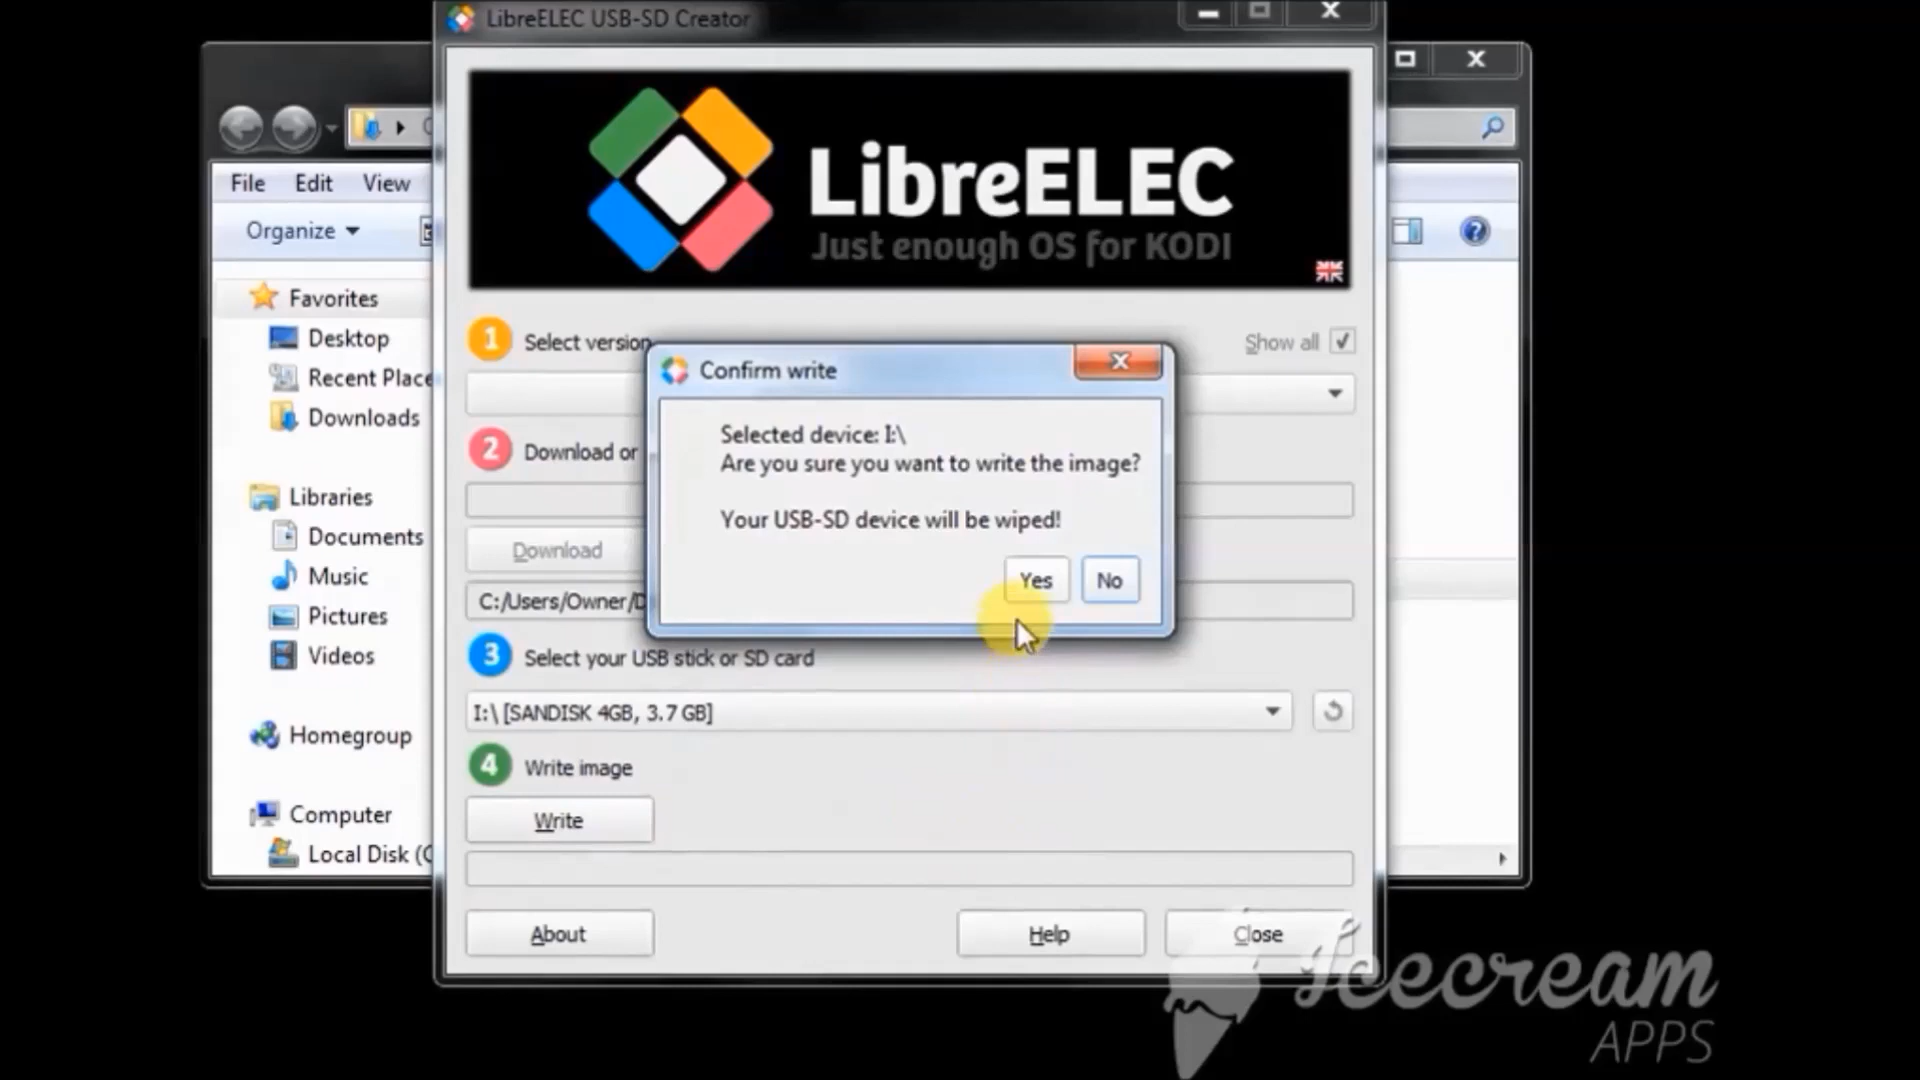 LibreELEC USB-SD Creator
File Edit View
Organize
Favorites
Desktop
Recent Place
Downloads
Libraries
Documents
Music
Pictures
Videos
Homegroup
Computer
Local Disk (C
LibreELEC
Just enough OS for KODI
1 Select version
Show all
2 Download or
Download
C:/Users/Owner/D
Confirm write
Selected device: I:\
Are you sure you want to write the image?
Your USB-SD device will be wiped!
Yes No
3 Select your USB stick or SD card
I:\ [SANDISK 4GB, 3.7 GB]
4 Write image
Write
About Help Close
Icecream
APPS